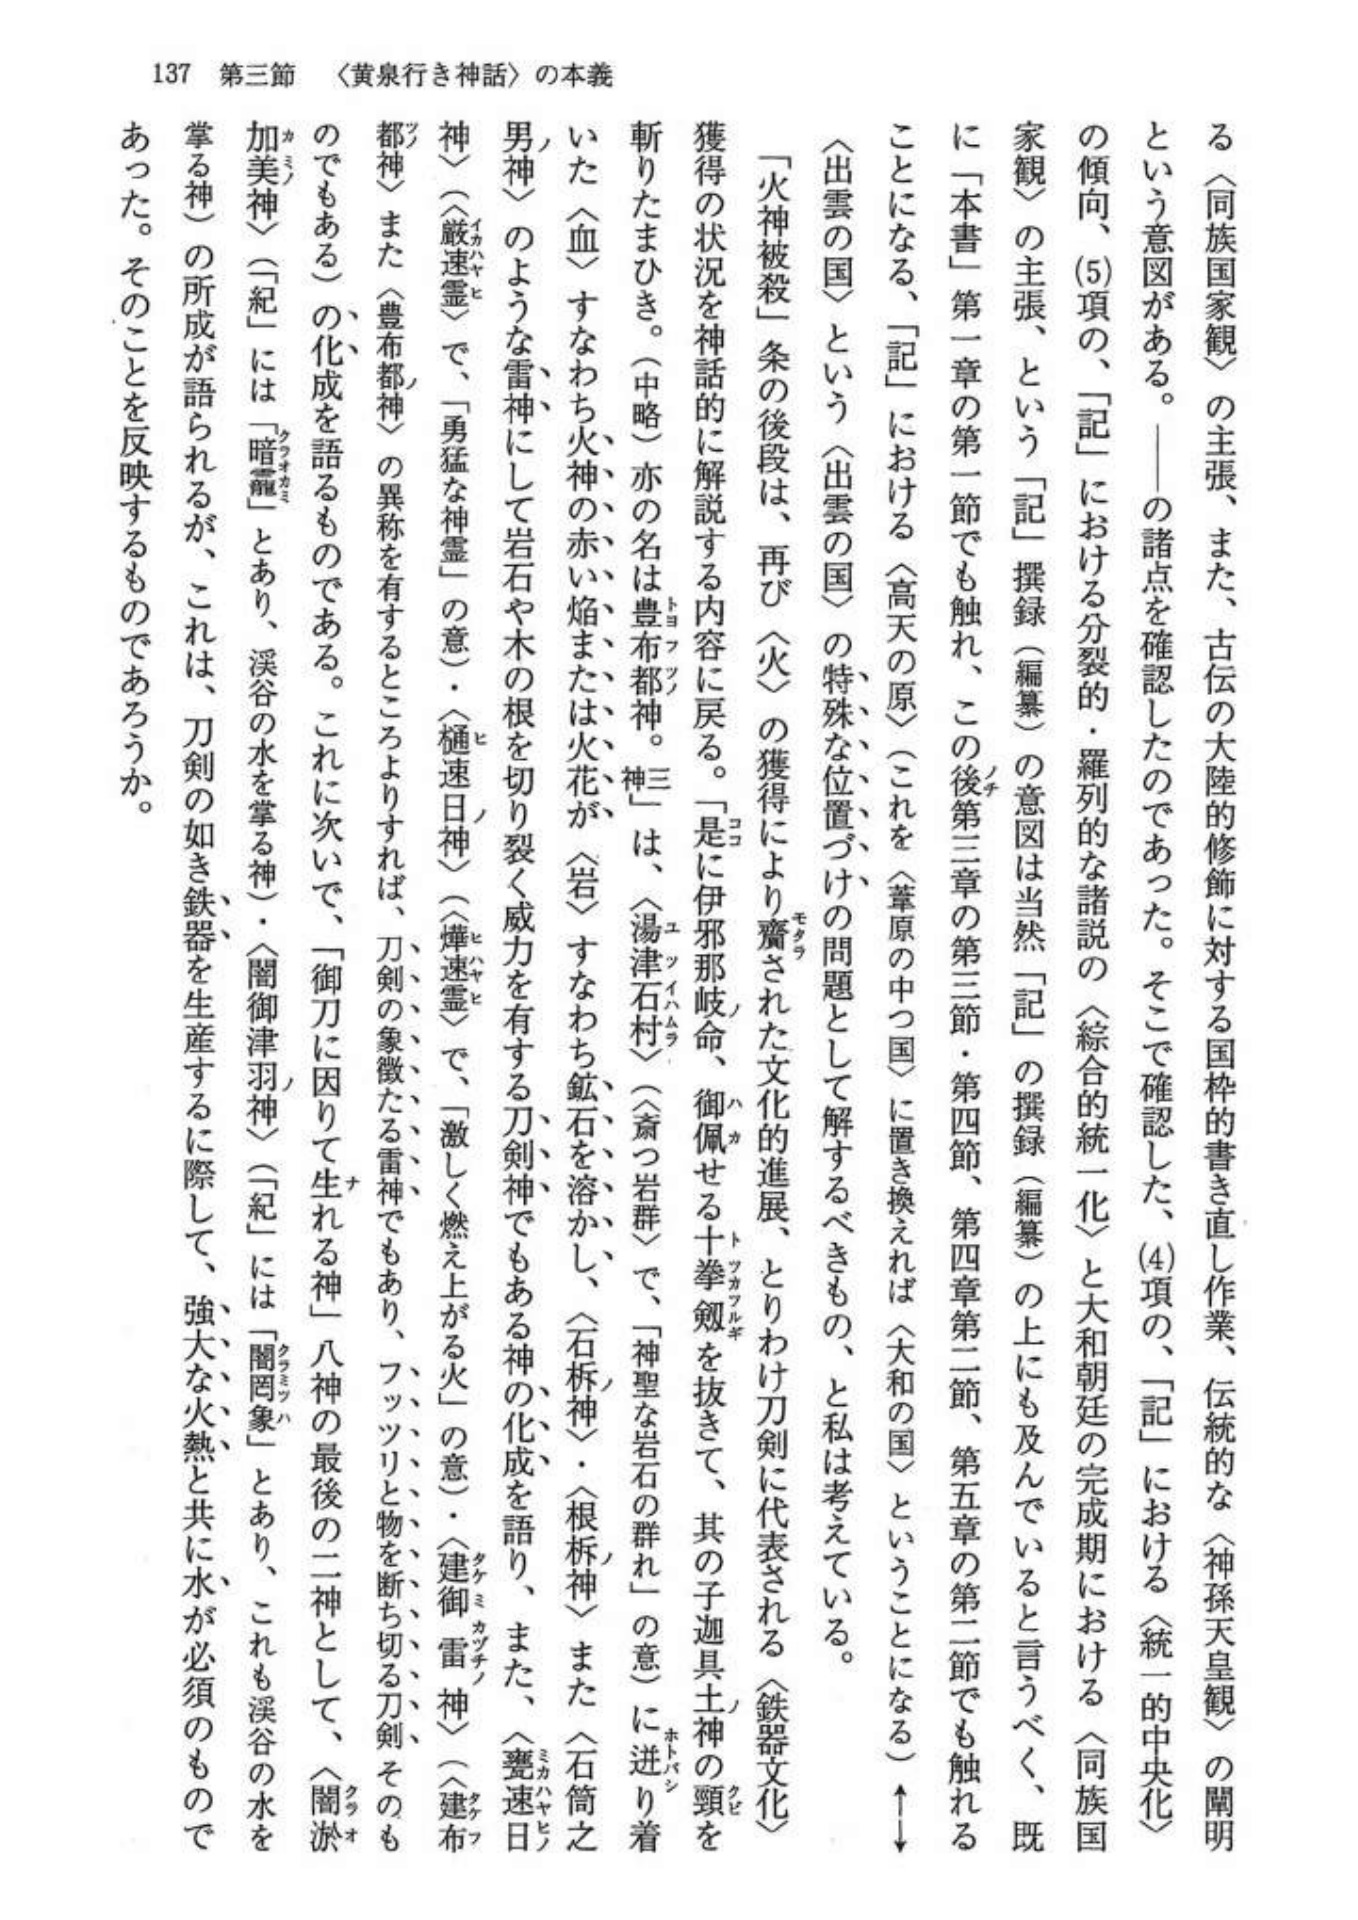 137　第三節　〈黄泉行き神話〉の本義
る〈同族国家観〉の主張、また、古伝の大陸的修飾に対する国枠的書き直し作業、伝統的な〈神孫天皇観〉の闡明
という意図がある。――の諸点を確認したのであった。そこで確認した、(4)項の、「記」における〈統一的中央化〉
の傾向、(5)項の、「記」における分裂的・羅列的な諸説の〈綜合的統一化〉と大和朝廷の完成期における〈同族国
家観〉の主張、という「記」撰録（編纂）の意図は当然「記」の撰録（編纂）の上にも及んでいると言うべく、既
に「本書」第一章の第一節でも触れ、この後第三章の第三節・第四節、第四章第二節、第五章の第二節でも触れる
ことになる、「記」における〈高天の原〉（これを〈葦原の中つ国〉に置き換えれば〈大和の国〉ということになる）←→
〈出雲の国〉という〈出雲の国〉の特殊な位置づけの問題として解するべきもの、と私は考えている。
「火神被殺」条の後段は、再び〈火〉の獲得により齎された文化的進展、とりわけ刀剣に代表される〈鉄器文化〉
獲得の状況を神話的に解説する内容に戻る。「是に伊邪那岐命、御佩せる十拳剱を抜きて、其の子迦具土神の頸を
斬りたまひき。（中略）亦の名は豊布都神。三神」は、〈湯津石村〉（〈斎つ岩群〉で、「神聖な岩石の群れ」の意）に迸り着
いた〈血〉すなわち火神の赤い焔または火花が〈岩〉すなわち鉱石を溶かし、〈石柝神〉・〈根柝神〉また〈石筒之
男神〉のような雷神にして岩石や木の根を切り裂く威力を有する刀剣神でもある神の化成を語り、また、〈甕速日
神〉（〈厳速霊〉で、「勇猛な神霊」の意）・〈樋速日神〉（〈燁速霊〉で、「激しく燃え上がる火」の意）・〈建御雷神〉（〈建布
都神〉また〈豊布都神〉の異称を有するところよりすれば、刀剣の象徴たる雷神でもあり、フッツリと物を断ち切る刀剣そのも
のでもある）の化成を語るものである。これに次いで、「御刀に因りて生れる神」八神の最後の二神として、〈闇淤
加美神〉（「紀」には「暗龗」とあり、渓谷の水を掌る神）・〈闇御津羽神〉（「紀」には「闇罔象」とあり、これも渓谷の水を
掌る神）の所成が語られるが、これは、刀剣の如き鉄器を生産するに際して、強大な火熱と共に水が必須のもので
あった。そのことを反映するものであろうか。